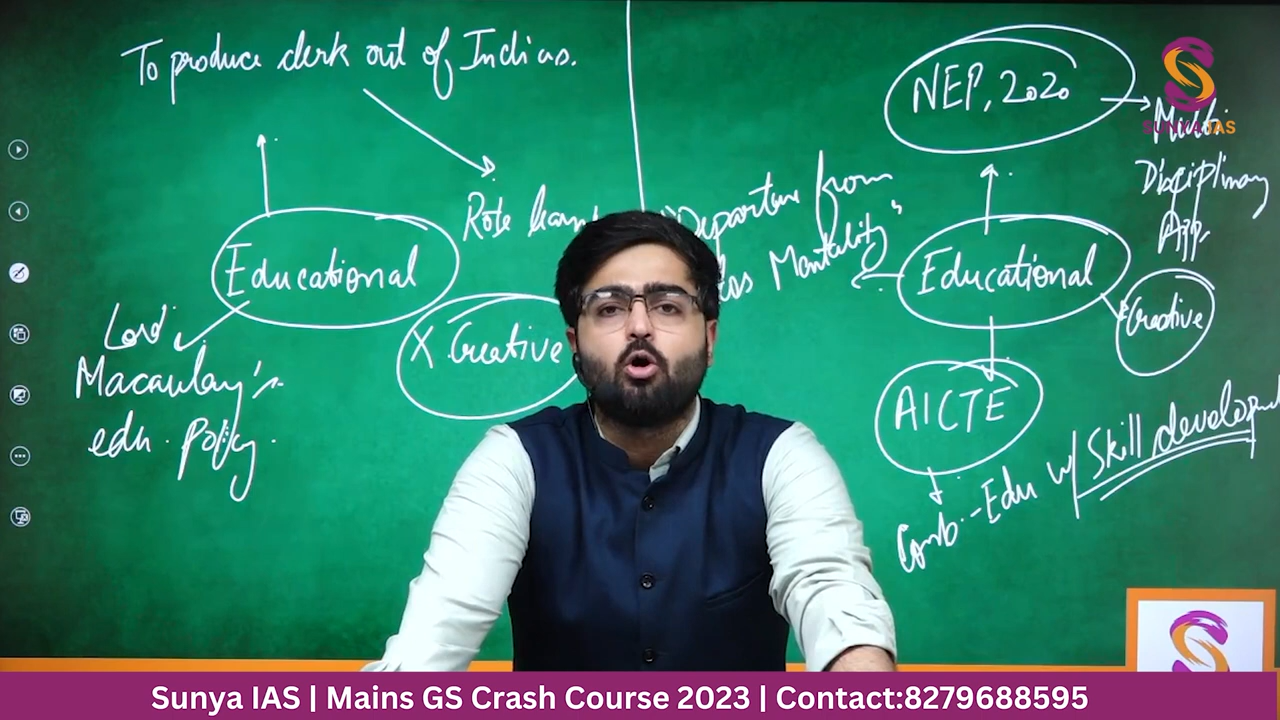 To produce clerk out of Indians.
Rote learn
Educational
X Creative
Lord
Macaulay's
edu. policy.
NEP, 2020
Multi
Disciplinary
App.
"Departure from
Mentality"
Educational
Creative
AICTE
Comb. Edu w/ Skill developm
SUNYA IAS
Sunya IAS | Mains GS Crash Course 2023 | Contact:8279688595